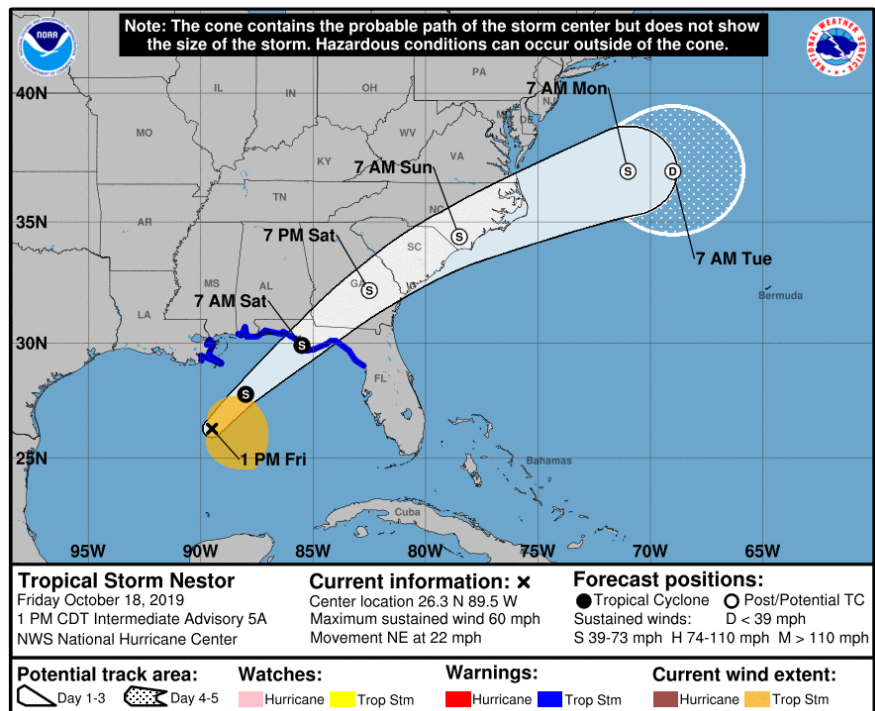 Note: The cone contains the probable path of the storm center but does not show
the size of the storm. Hazardous conditions can occur outside of the cone.
NOAA
NATIONAL WEATHER SERVICE
40N
35N
30N
25N
95W
90W
85W
80W
75W
70W
65W
IL
IN
OH
PA
NJ
DE
MO
WV
KY
VA
TN
NC
AR
SC
MS
AL
GA
LA
FL
Bermuda
Bahamas
Cuba
7 AM Mon
7 AM Sun
7 PM Sat
7 AM Sat
7 AM Tue
1 PM Fri
S
S
S
S
S
D
Tropical Storm Nestor
Friday October 18, 2019
1 PM CDT Intermediate Advisory 5A
NWS National Hurricane Center
Current information: ×
Center location 26.3 N 89.5 W
Maximum sustained wind 60 mph
Movement NE at 22 mph
Forecast positions:
Tropical Cyclone Post/Potential TC
Sustained winds: D < 39 mph
S 39-73 mph H 74-110 mph M > 110 mph
Potential track area:
Day 1-3 Day 4-5
Watches:
Hurricane Trop Stm
Warnings:
Hurricane Trop Stm
Current wind extent:
Hurricane Trop Stm